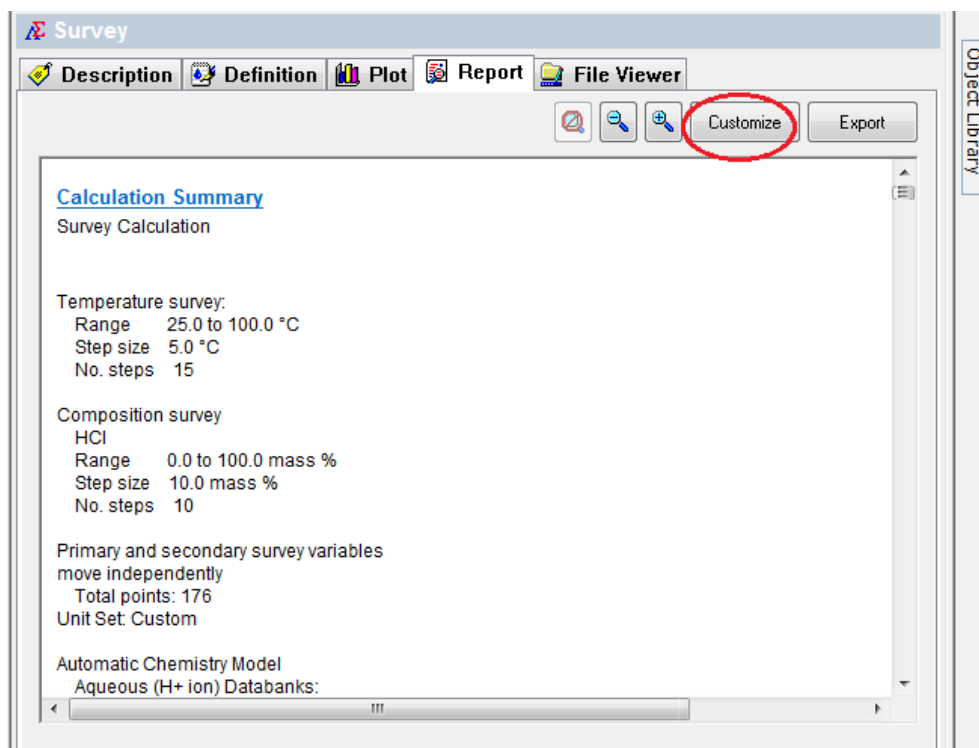 Survey
Description Definition Plot Report File Viewer
Customize Export
Object Library
Calculation Summary
Survey Calculation
Temperature survey:
Range 25.0 to 100.0 °C
Step size 5.0 °C
No. steps 15
Composition survey
HCl
Range 0.0 to 100.0 mass %
Step size 10.0 mass %
No. steps 10
Primary and secondary survey variables
move independently
Total points: 176
Unit Set: Custom
Automatic Chemistry Model
Aqueous (H+ ion) Databanks: